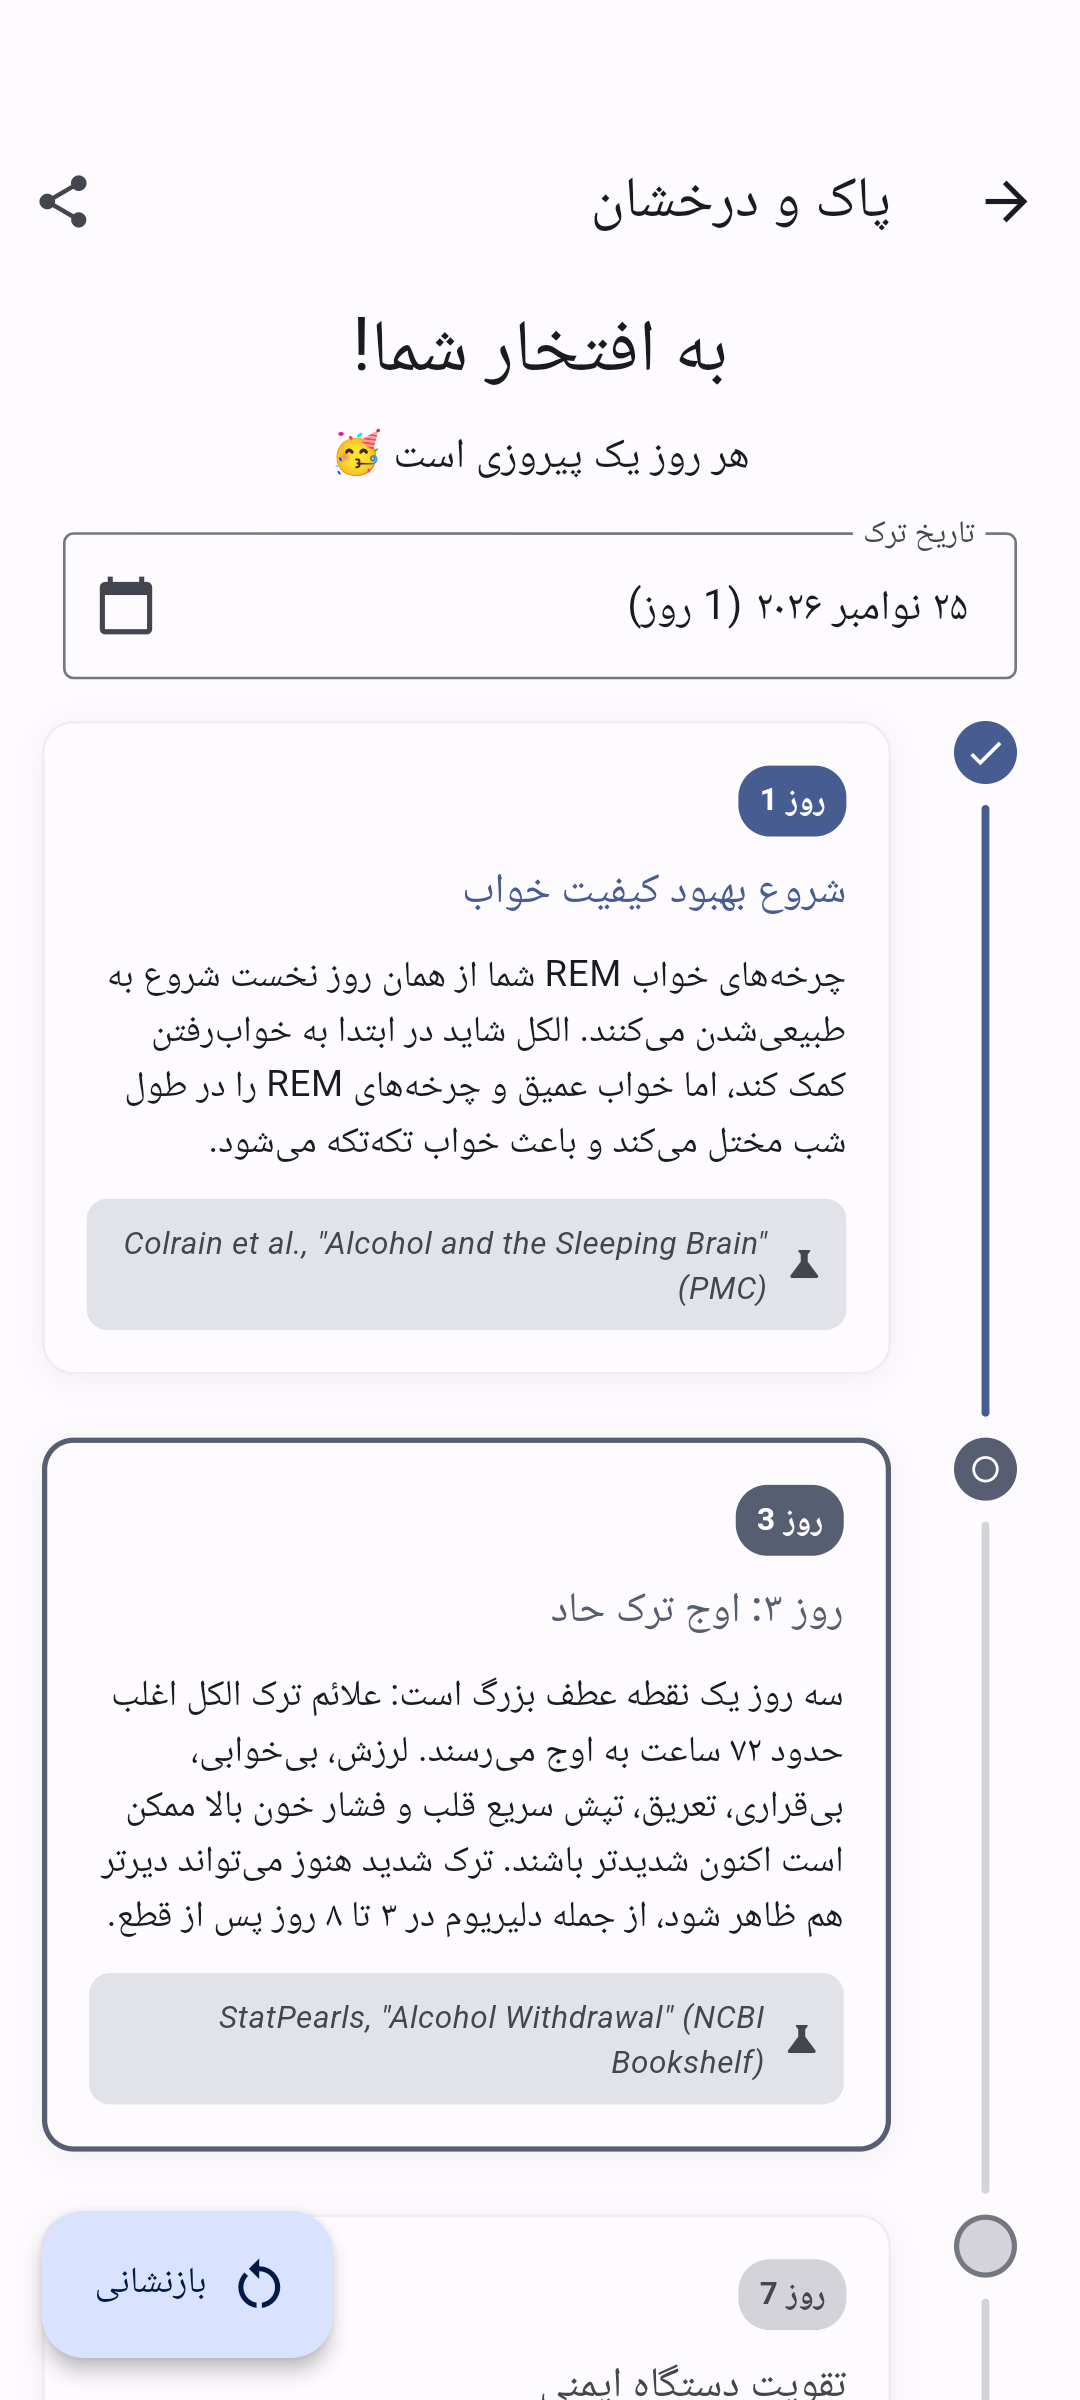 پاک و درخشان
به افتخار شما!
هر روز یک پیروزی است 🥳
تاریخ ترک
۲۵ نوامبر ۲۰۲۶ (1 روز)
روز 1
شروع بهبود کیفیت خواب
چرخه‌های خواب REM شما از همان روز نخست شروع به
طبیعی‌شدن می‌کنند. الکل شاید در ابتدا به خواب‌رفتن
کمک کند، اما خواب عمیق و چرخه‌های REM را در طول
شب مختل می‌کند و باعث خواب تکه‌تکه می‌شود.
Colrain et al., "Alcohol and the Sleeping Brain"
(PMC)
روز 3
روز ۳: اوج ترک حاد
سه روز یک نقطه عطف بزرگ است: علائم ترک الکل اغلب
حدود ۷۲ ساعت به اوج می‌رسند. لرزش، بی‌خوابی،
بی‌قراری، تعریق، تپش سریع قلب و فشار خون بالا ممکن
است اکنون شدیدتر باشند. ترک شدید هنوز می‌تواند دیرتر
هم ظاهر شود، از جمله دلیریوم در ۳ تا ۸ روز پس از قطع.
StatPearls, "Alcohol Withdrawal" (NCBI
Bookshelf)
روز 7
تقویت دستگاه ایمنی
بازنشانی